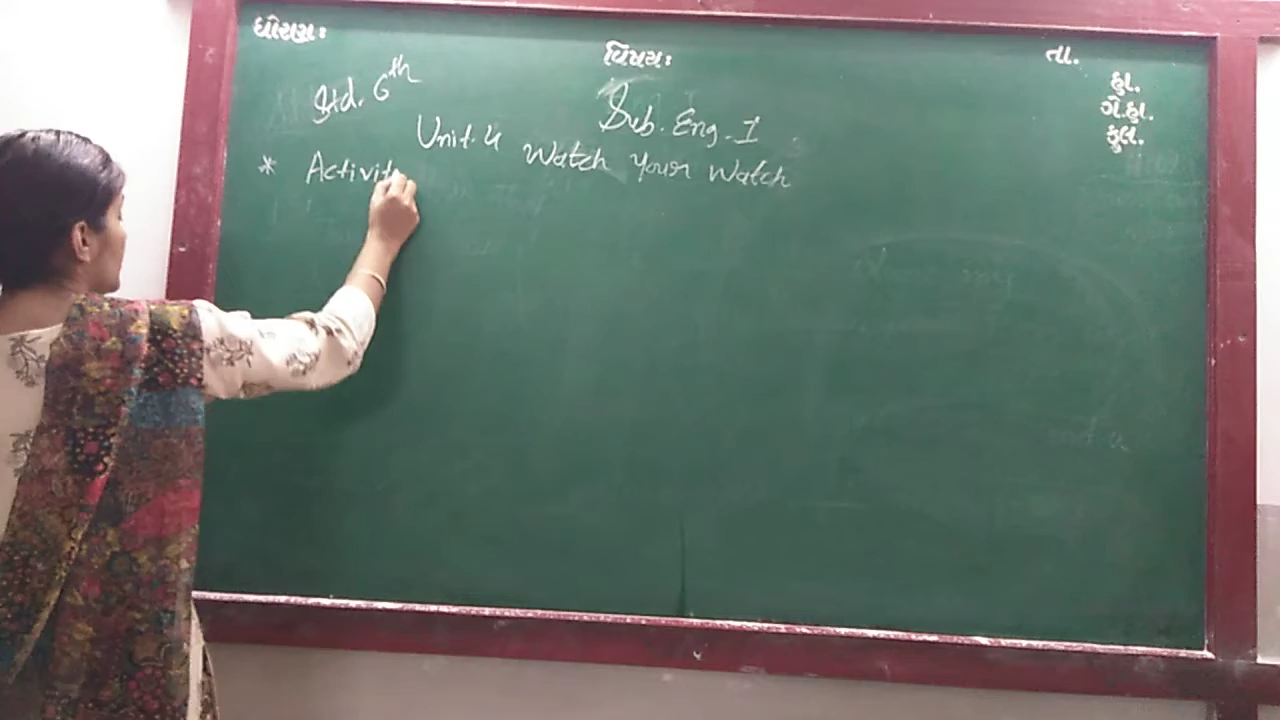 ધોરણઃ
વિષયઃ
તા.
હા.
ગે.હા.
કુલ.
Std. 6th
Sub. Eng-I
Unit.4 Watch Your Watch
* Activit